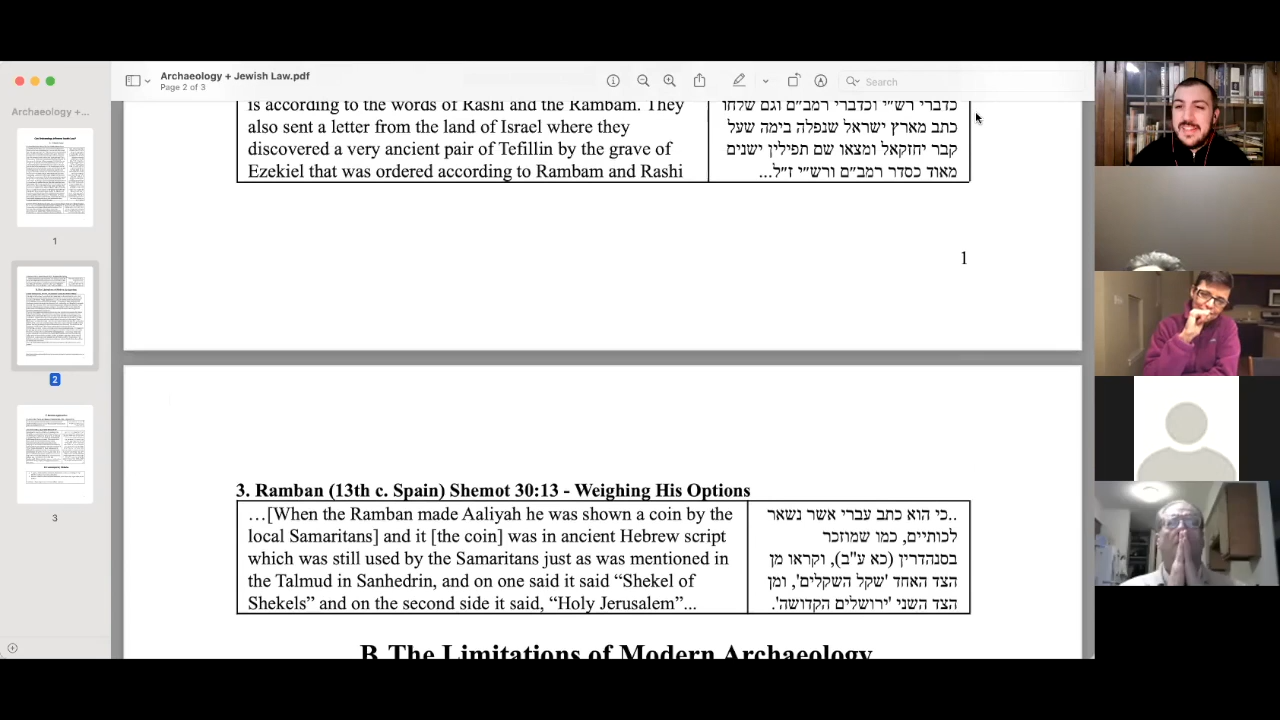 Archaeology + Jewish Law.pdf
Page 2 of 3
Search
Archaeology +...
1
2
3
is according to the words of Rashi and the Rambam. They
also sent a letter from the land of Israel where they
discovered a very ancient pair of Tefillin by the grave of
Ezekiel that was ordered according to Rambam and Rashi
כדברי רש״י וכדברי רמב״ם וגם שלחו
כתב מארץ ישראל שנפלה בימה שעל
קבר יחזקאל ומצאו שם תפילין ישנים
מאוד כסדר רמב״ם ורש״י ז״ל...
1
3. Ramban (13th c. Spain) Shemot 30:13 - Weighing His Options
…[When the Ramban made Aaliyah he was shown a coin by the
local Samaritans] and it [the coin] was in ancient Hebrew script
which was still used by the Samaritans just as was mentioned in
the Talmud in Sanhedrin, and on one said it said “Shekel of
Shekels” and on the second side it said, “Holy Jerusalem”...
..כי הוא כתב עברי אשר נשאר
לכותיים, כמו שמוזכר
בסנהדרין (כא ע"ב), וקראו מן
הצד האחד 'שקל השקלים', ומן
הצד השני 'ירושלים הקדושה'.
B. The Limitations of Modern Archaeology